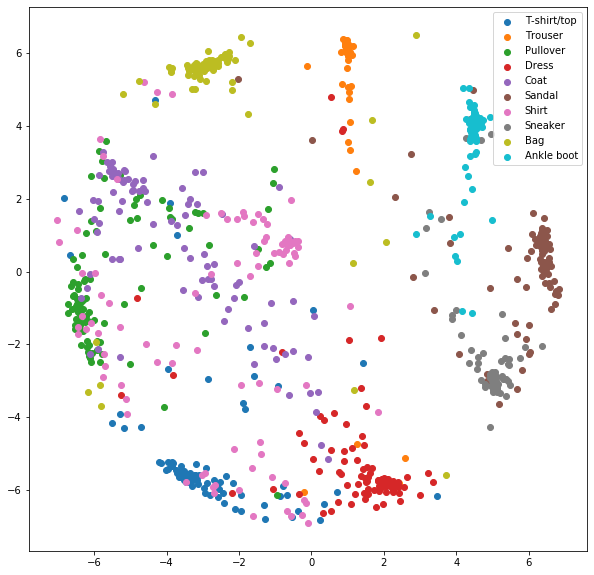 T-shirt/top
Trouser
Pullover
Dress
Coat
Sandal
Shirt
Sneaker
Bag
Ankle boot
6
4
2
0
−2
−4
−6
−6 −4 −2 0 2 4 6